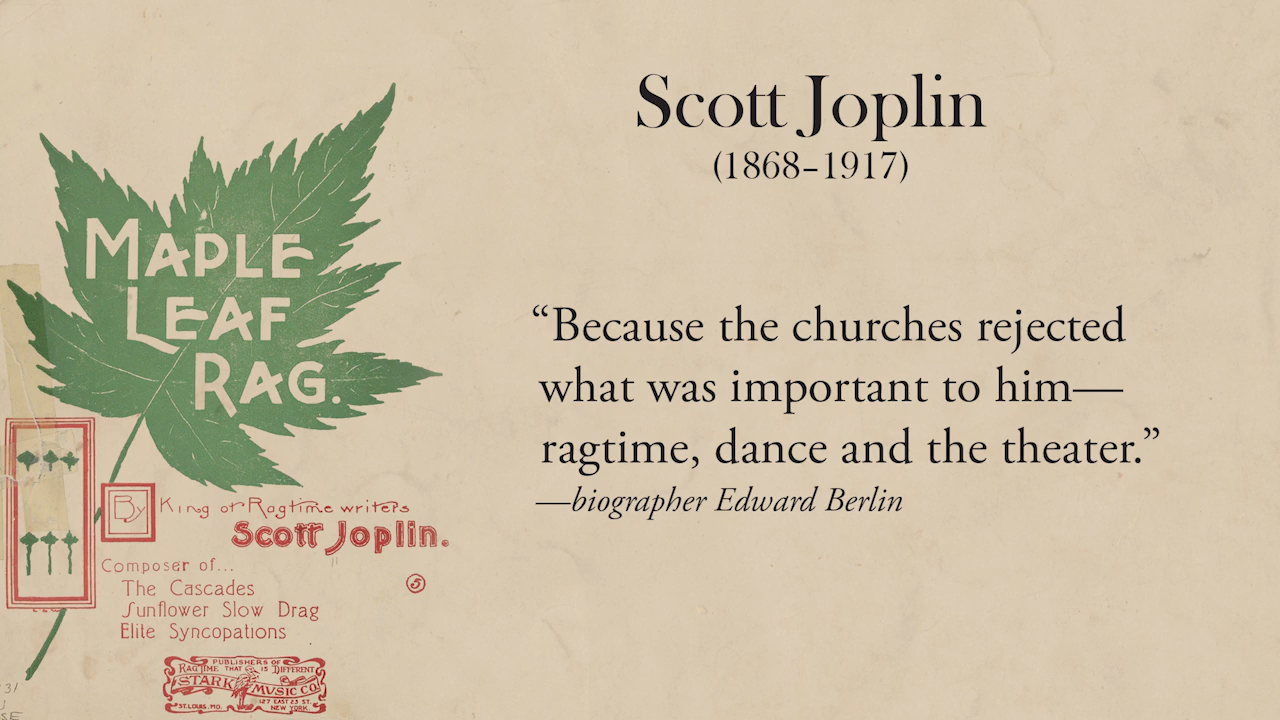 Scott Joplin
(1868–1917)
“Because the churches rejected
what was important to him—
ragtime, dance and the theater.”
—biographer Edward Berlin
MAPLE
LEAF
RAG.
By King of Ragtime writers
Scott Joplin.
5
Composer of...
The Cascades
Sunflower Slow Drag
Elite Syncopations
PUBLISHERS OF
RAGTIME THAT IS DIFFERENT
STARK MUSIC CO.
ST. LOUIS, MO. 127 EAST 23 ST. NEW YORK.